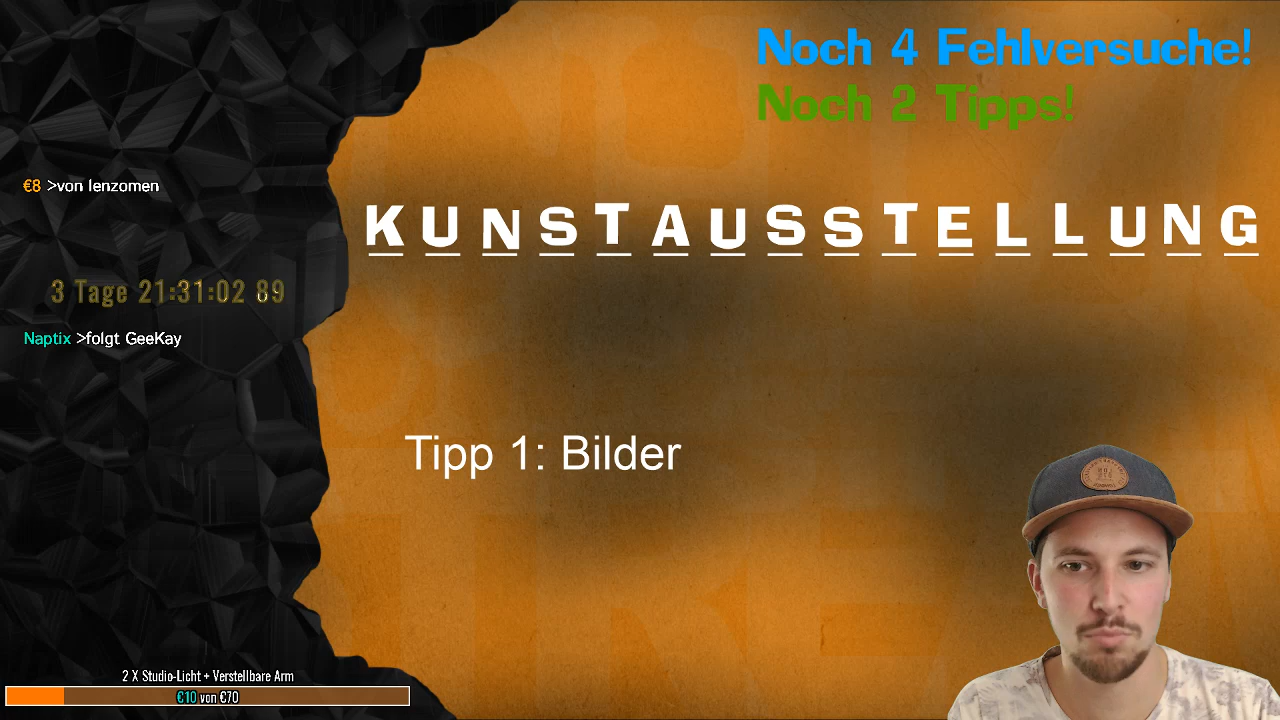 Noch 4 Fehlversuche!
Noch 2 Tipps!
€8 >von lenzomen
KUNSTAUSSTELLUNG
3 Tage 21:31:02 89
Naptix >folgt GeeKay
Tipp 1: Bilder
2 X Studio-Licht + Verstellbare Arm
€10 von €70